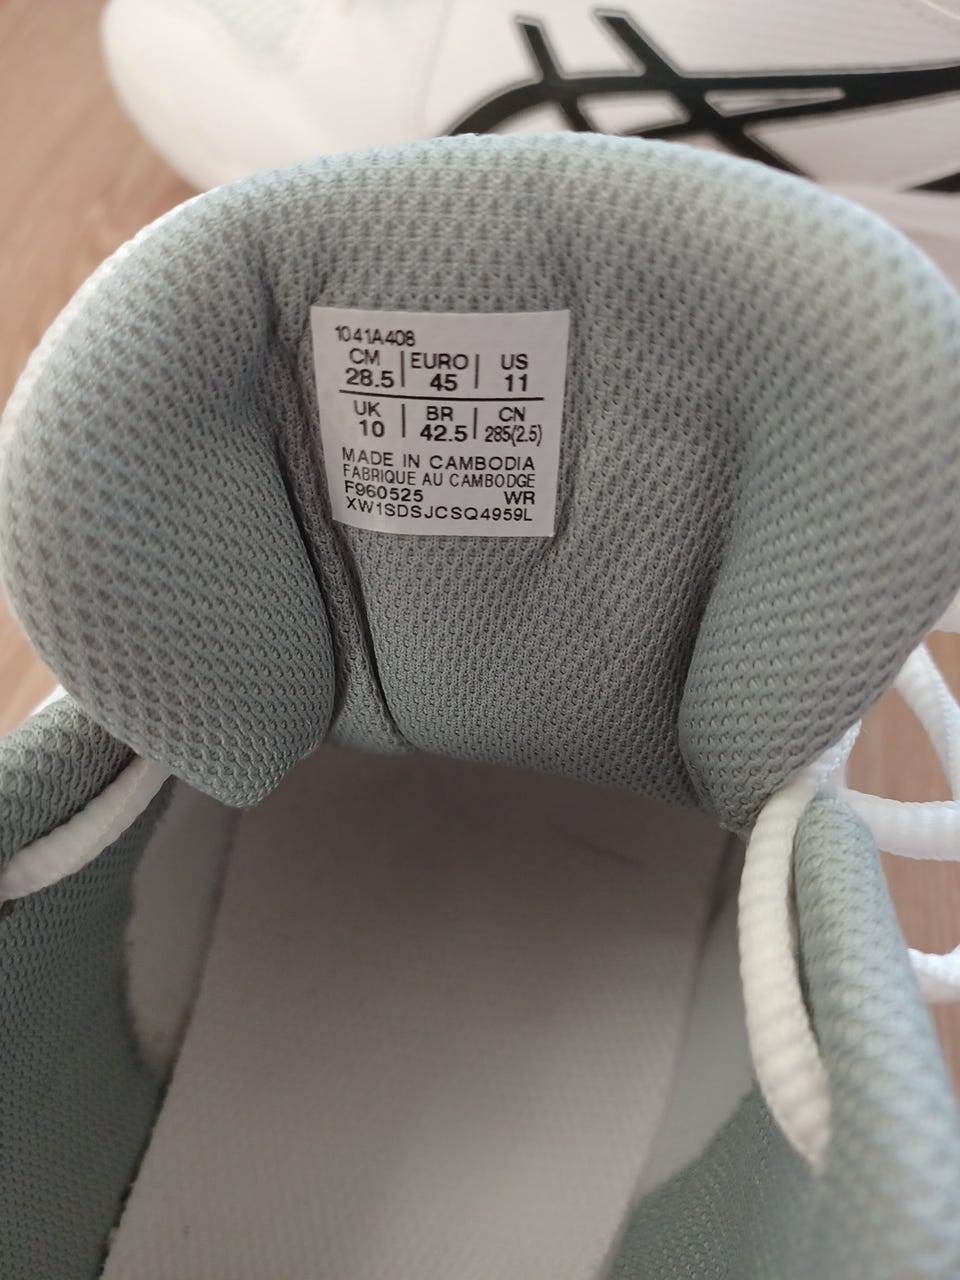 1041A408
CM | EURO | US
28.5 | 45 | 11
UK | BR | CN
10 | 42.5 | 285(2.5)
MADE IN CAMBODIA
FABRIQUE AU CAMBODGE
F960525 WR
XW1SDSJCSQ4959L